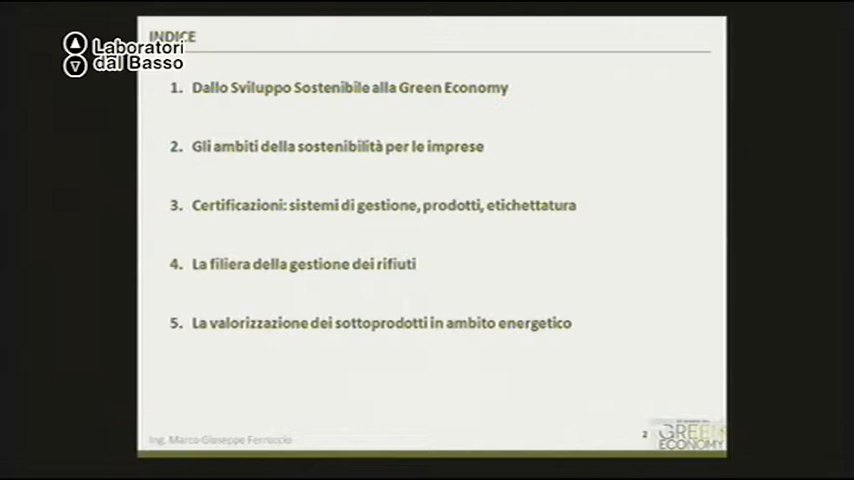 INDICE
Laboratori
dal Basso
1. Dallo Sviluppo Sostenibile alla Green Economy
2. Gli ambiti della sostenibilità per le imprese
3. Certificazioni: sistemi di gestione, prodotti, etichettatura
4. La filiera della gestione dei rifiuti
5. La valorizzazione dei sottoprodotti in ambito energetico
Ing. Marco Giuseppe Ferruccio
2
GREEN
ECONOMY